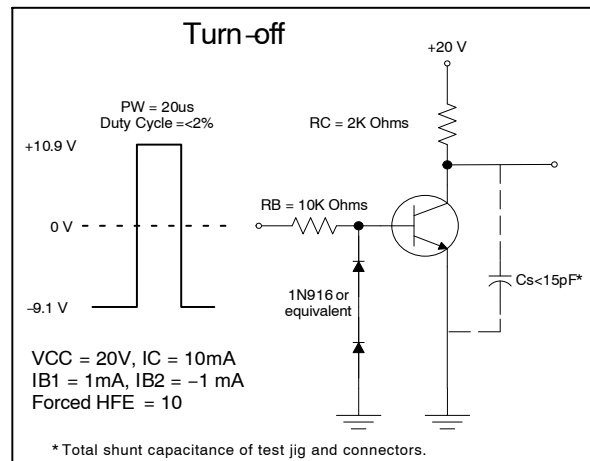 Turn-off
+20 V
PW = 20us
Duty Cycle =<2%
RC = 2K Ohms
+10.9 V
RB = 10K Ohms
0 V
1N916 or
equivalent
Cs<15pF*
-9.1 V
VCC = 20V, IC = 10mA
IB1 = 1mA, IB2 = -1 mA
Forced HFE = 10
* Total shunt capacitance of test jig and connectors.